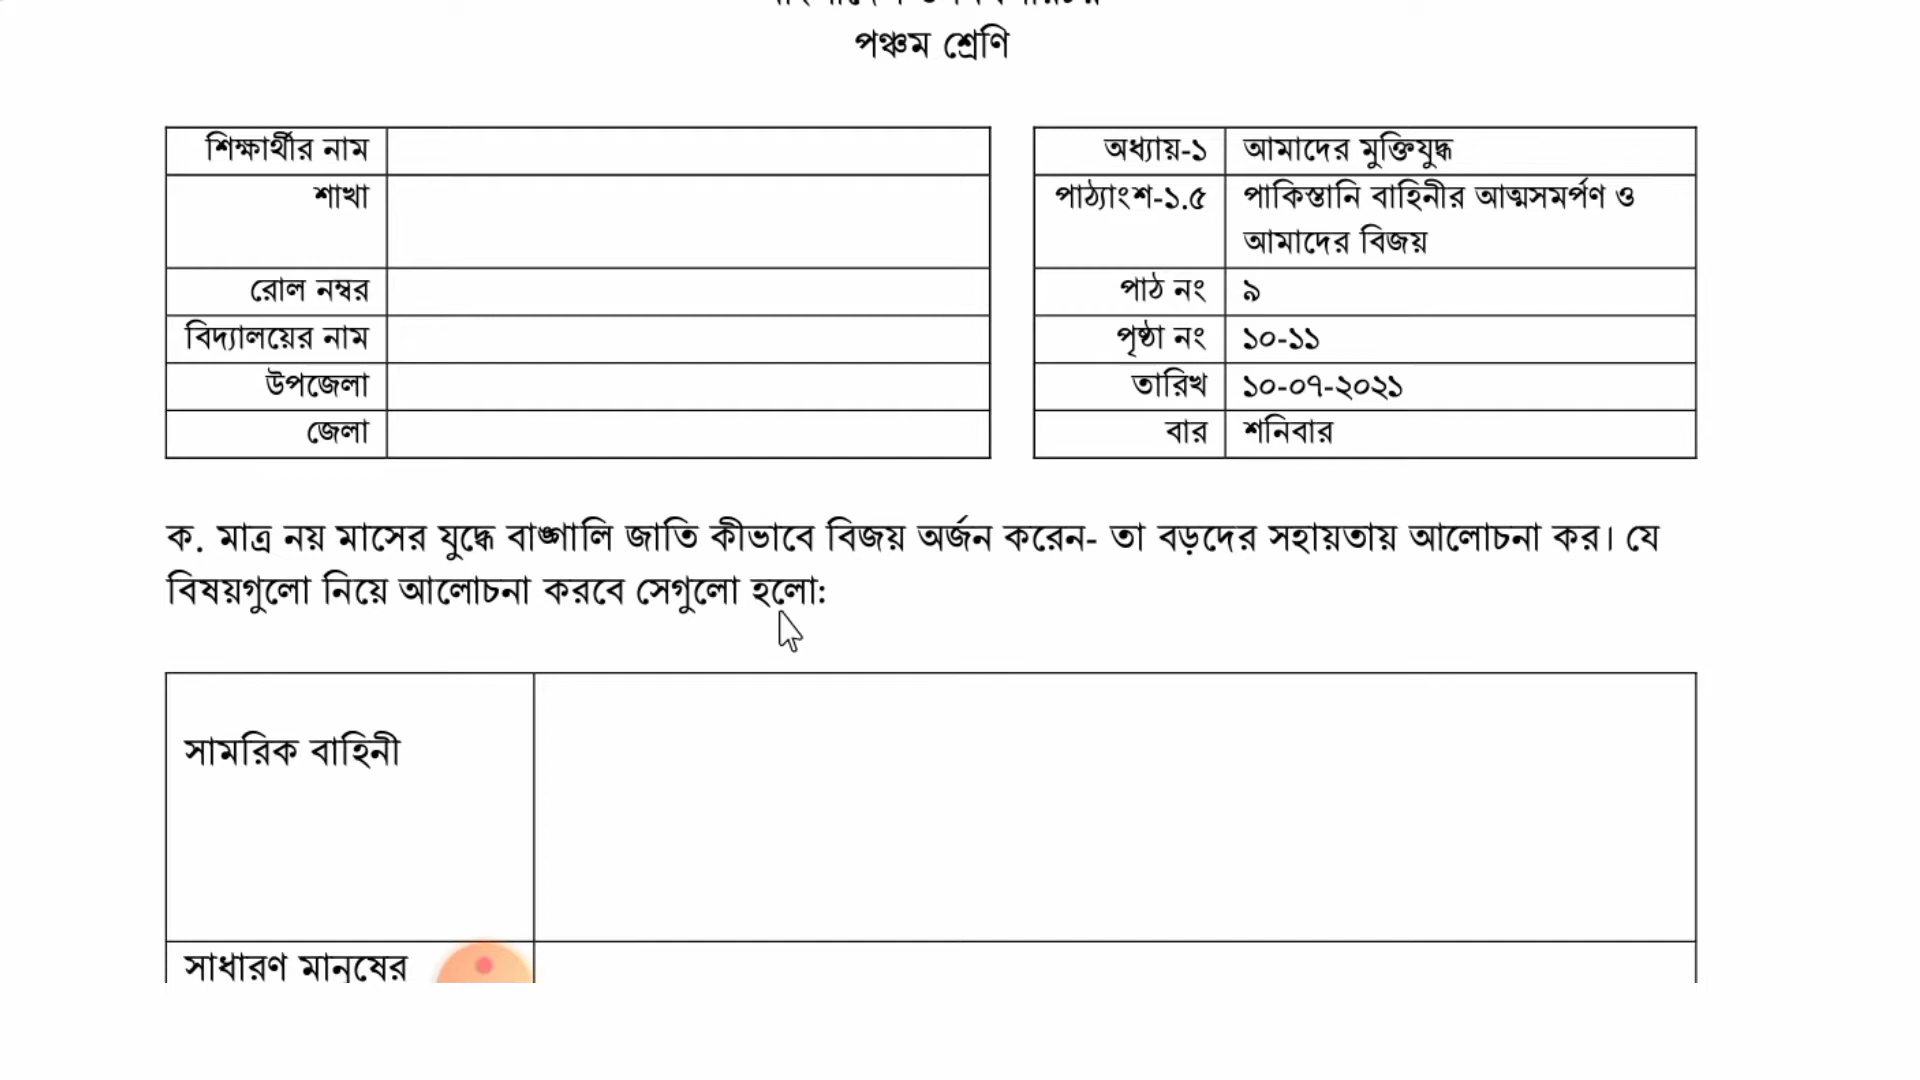 পঞ্চম শ্রেণি
শিক্ষার্থীর নাম
শাখা
রোল নম্বর
বিদ্যালয়ের নাম
উপজেলা
জেলা
অধ্যায়-১ আমাদের মুক্তিযুদ্ধ
পাঠ্যাংশ-১.৫ পাকিস্তানি বাহিনীর আত্মসমর্পণ ও
আমাদের বিজয়
পাঠ নং ৯
পৃষ্ঠা নং ১০-১১
তারিখ ১০-০৭-২০২১
বার শনিবার
ক. মাত্র নয় মাসের যুদ্ধে বাঙ্গালি জাতি কীভাবে বিজয় অর্জন করেন- তা বড়দের সহায়তায় আলোচনা কর। যে
বিষয়গুলো নিয়ে আলোচনা করবে সেগুলো হলো:
সামরিক বাহিনী
সাধারণ মানুষের